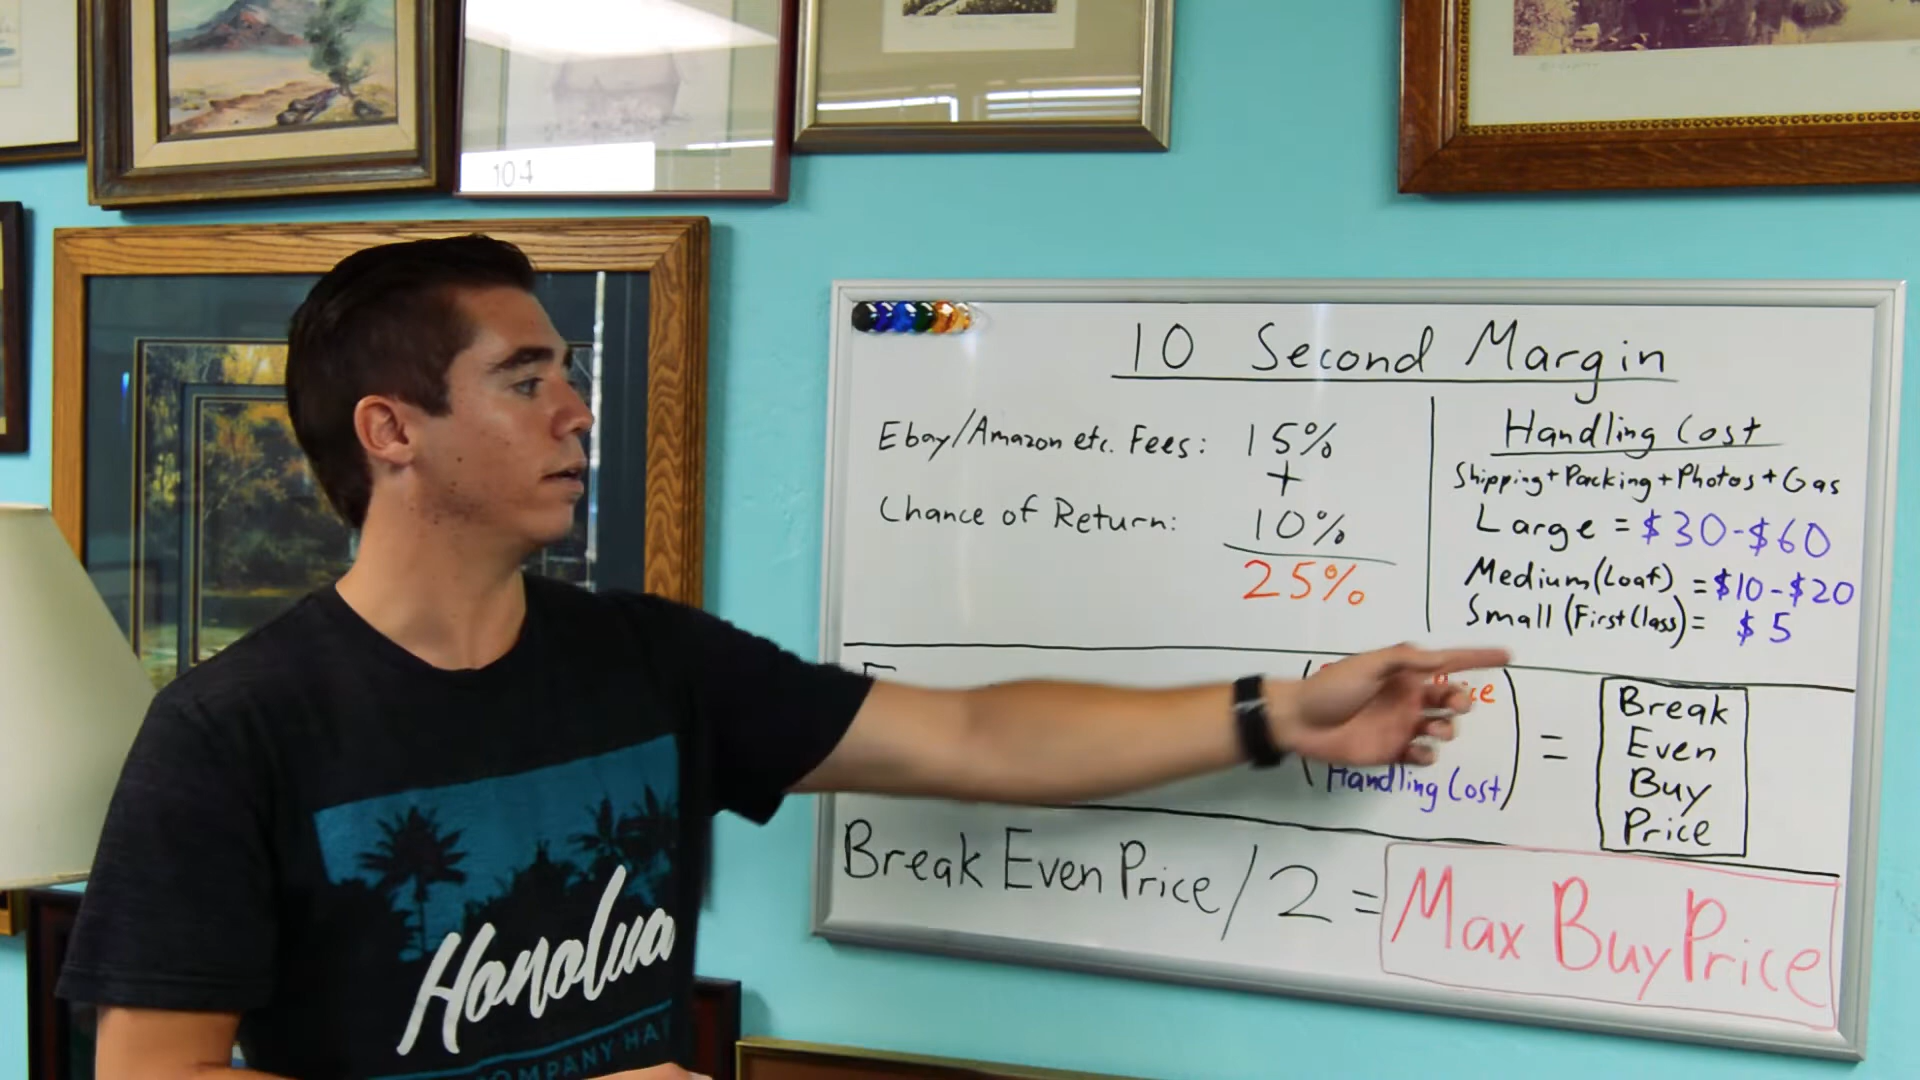 104
10 Second Margin
Ebay/Amazon etc. Fees: 15%
+
Chance of Return: 10%
25%
Handling Cost
Shipping+Packing+Photos+Gas
Large = $30-$60
Medium(Loaf) = $10-$20
Small (First Class) = $5
Handling Cost
=
Break
Even
Buy
Price
Break Even Price / 2 = Max Buy Price
Honolua
COMPANY HA